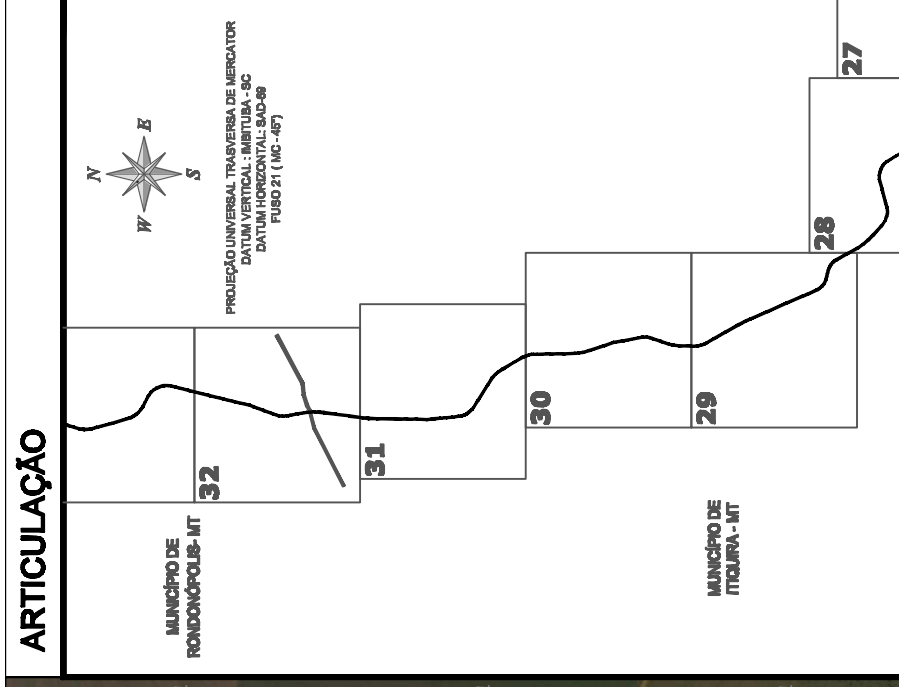 ARTICULAÇÃO
N
W
E
S
PROJEÇÃO UNIVERSAL TRASVERSA DE MERCATOR
DATUM VERTICAL : IMBITUBA - SC
DATUM HORIZONTAL: SAD-69
FUSO 21 ( MC - 45º)
MUNICÍPIO DE
RONDONÓPOLIS- MT
32
31
30
29
28
27
MUNICÍPIO DE
ITIQUIRA - MT